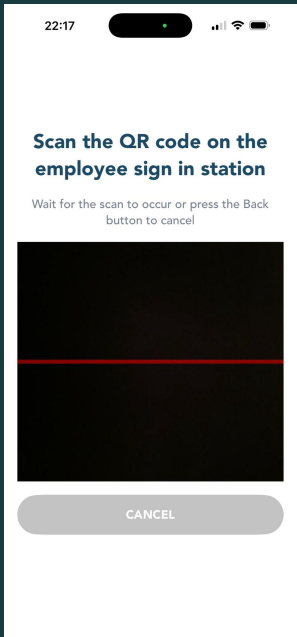 22:17
Scan the QR code on the
employee sign in station
Wait for the scan to occur or press the Back
button to cancel
CANCEL